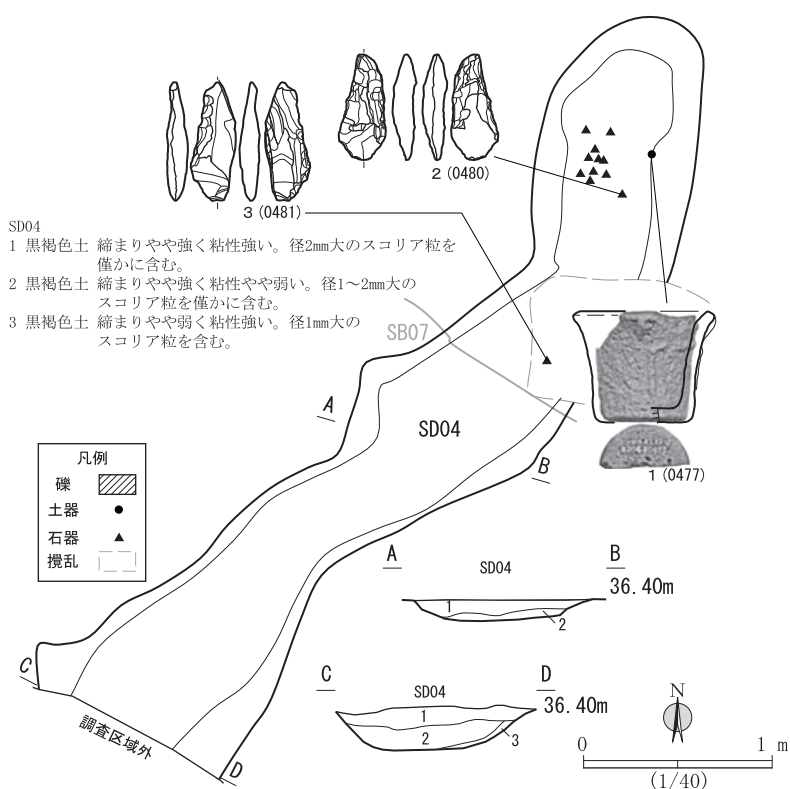 2 (0480)
3 (0481)
SD04
1 黒褐色土 締まりやや強く粘性強い。径2mm大のスコリア粒を
僅かに含む。
2 黒褐色土 締まりやや強く粘性やや弱い。径1～2mm大の
スコリア粒を僅かに含む。
3 黒褐色土 締まりやや弱く粘性強い。径1mm大の
スコリア粒を含む。
SB07
A
SD04
B
1 (0477)
凡例
礫
土器
石器
攪乱
A
B
SD04
36.40m
1
2
C
D
SD04
36.40m
1
2
3
C
調査区域外
D
N
0
1 m
(1/40)